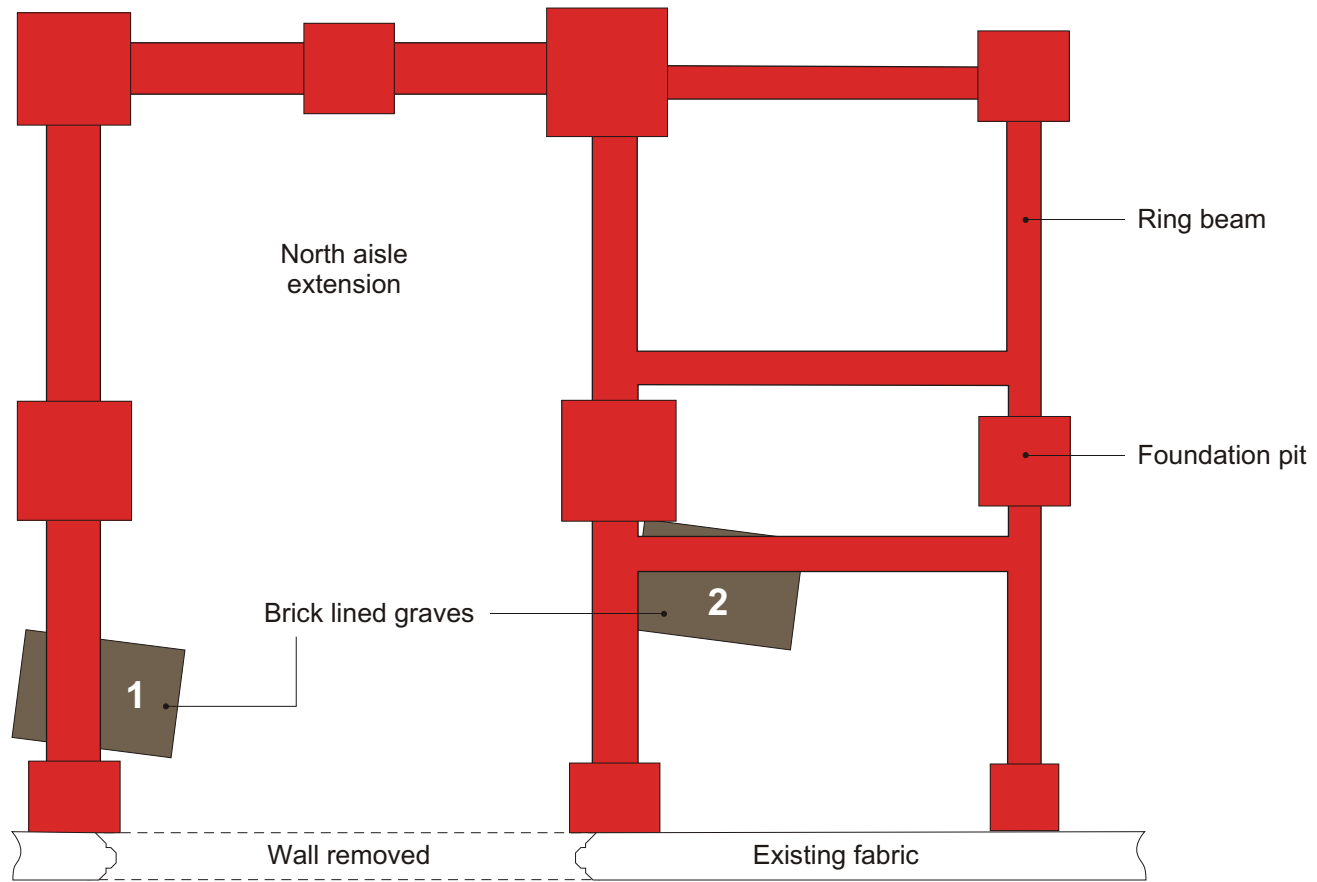 Ring beam
North aisle
extension
Foundation pit
Brick lined graves
2
1
Wall removed
Existing fabric